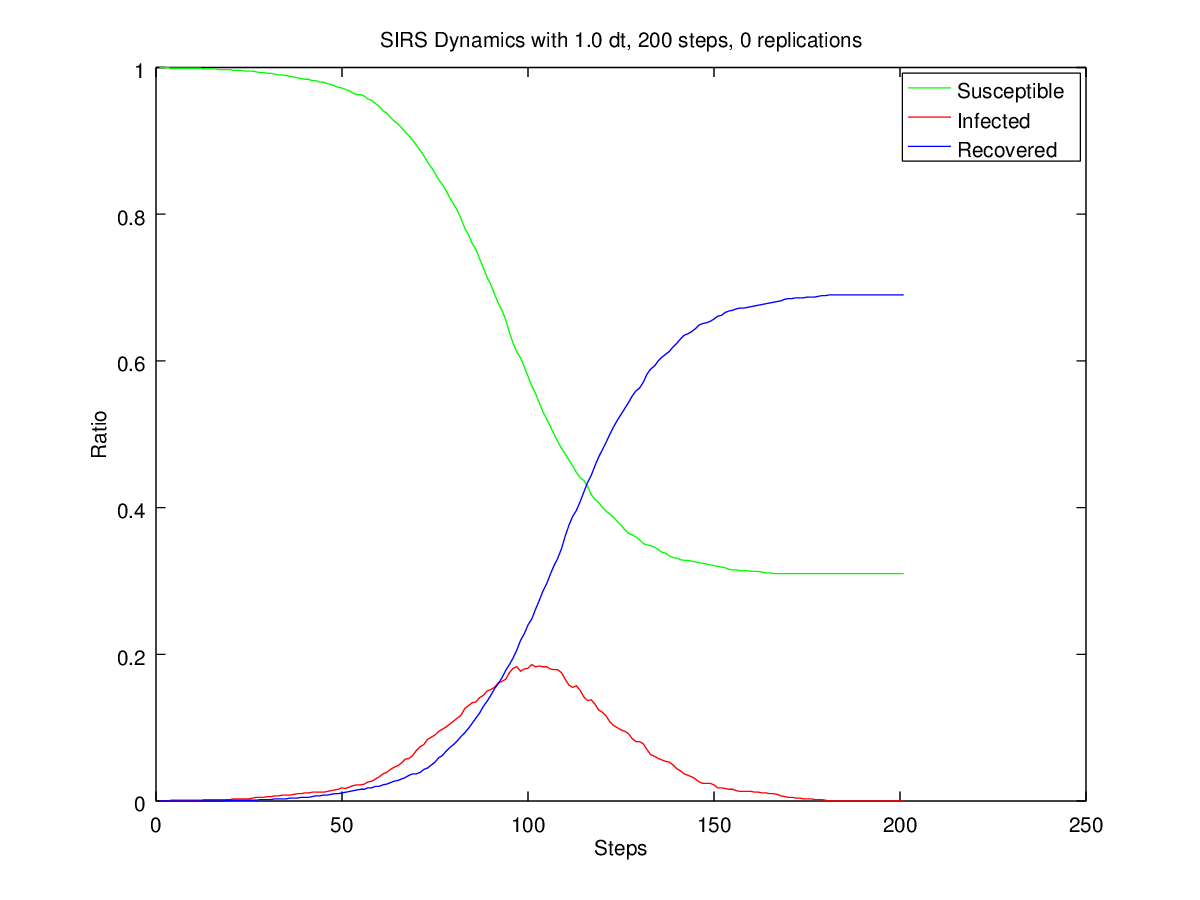 SIRS Dynamics with 1.0 dt, 200 steps, 0 replications
1
0.8
0.6
0.4
0.2
0
Ratio
Susceptible
Infected
Recovered
0 50 100 150 200 250
Steps